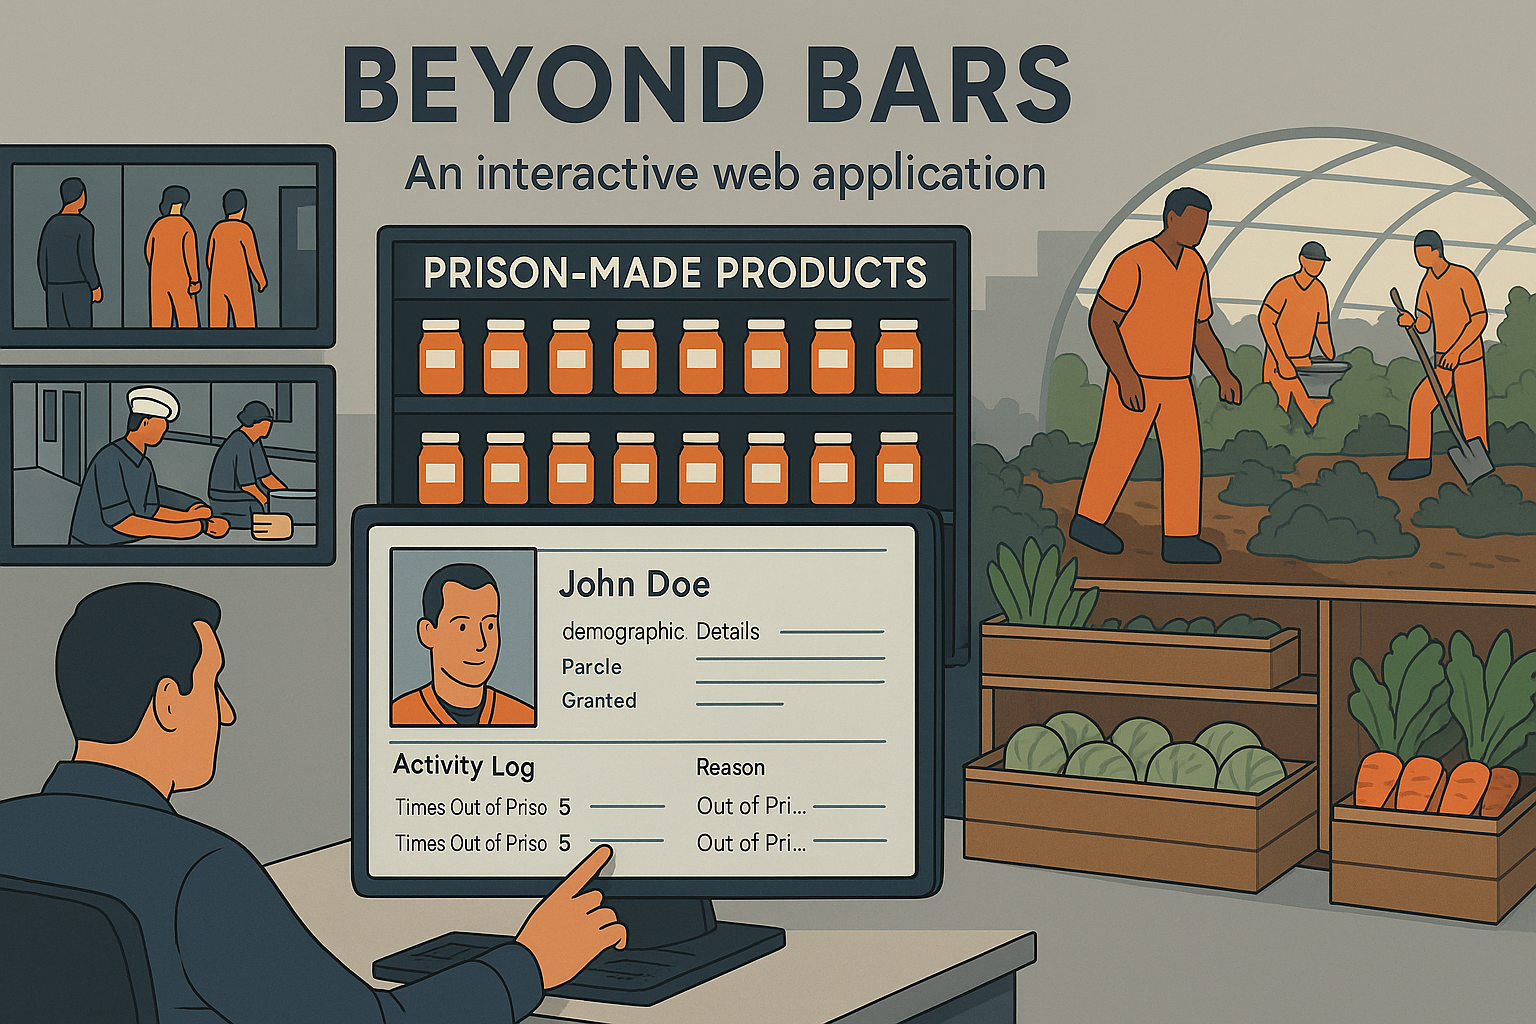 BEYOND BARS
An interactive web application
PRISON-MADE PRODUCTS
John Doe
demographic. Details
Parcle
Granted
Activity Log
Reason
Times Out of Priso 5
Out of Pri...
Times Out of Priso 5
Out of Pri...